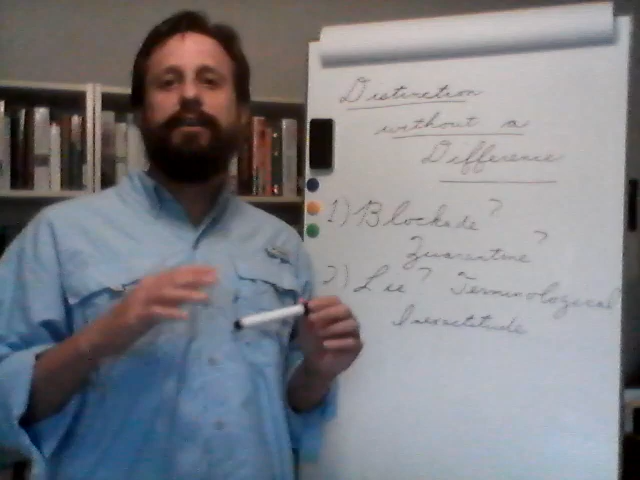 Distinction
without a
Difference
1) Blockade ?
Quarantine ?
2) Lie ? Terminological
Inexactitude